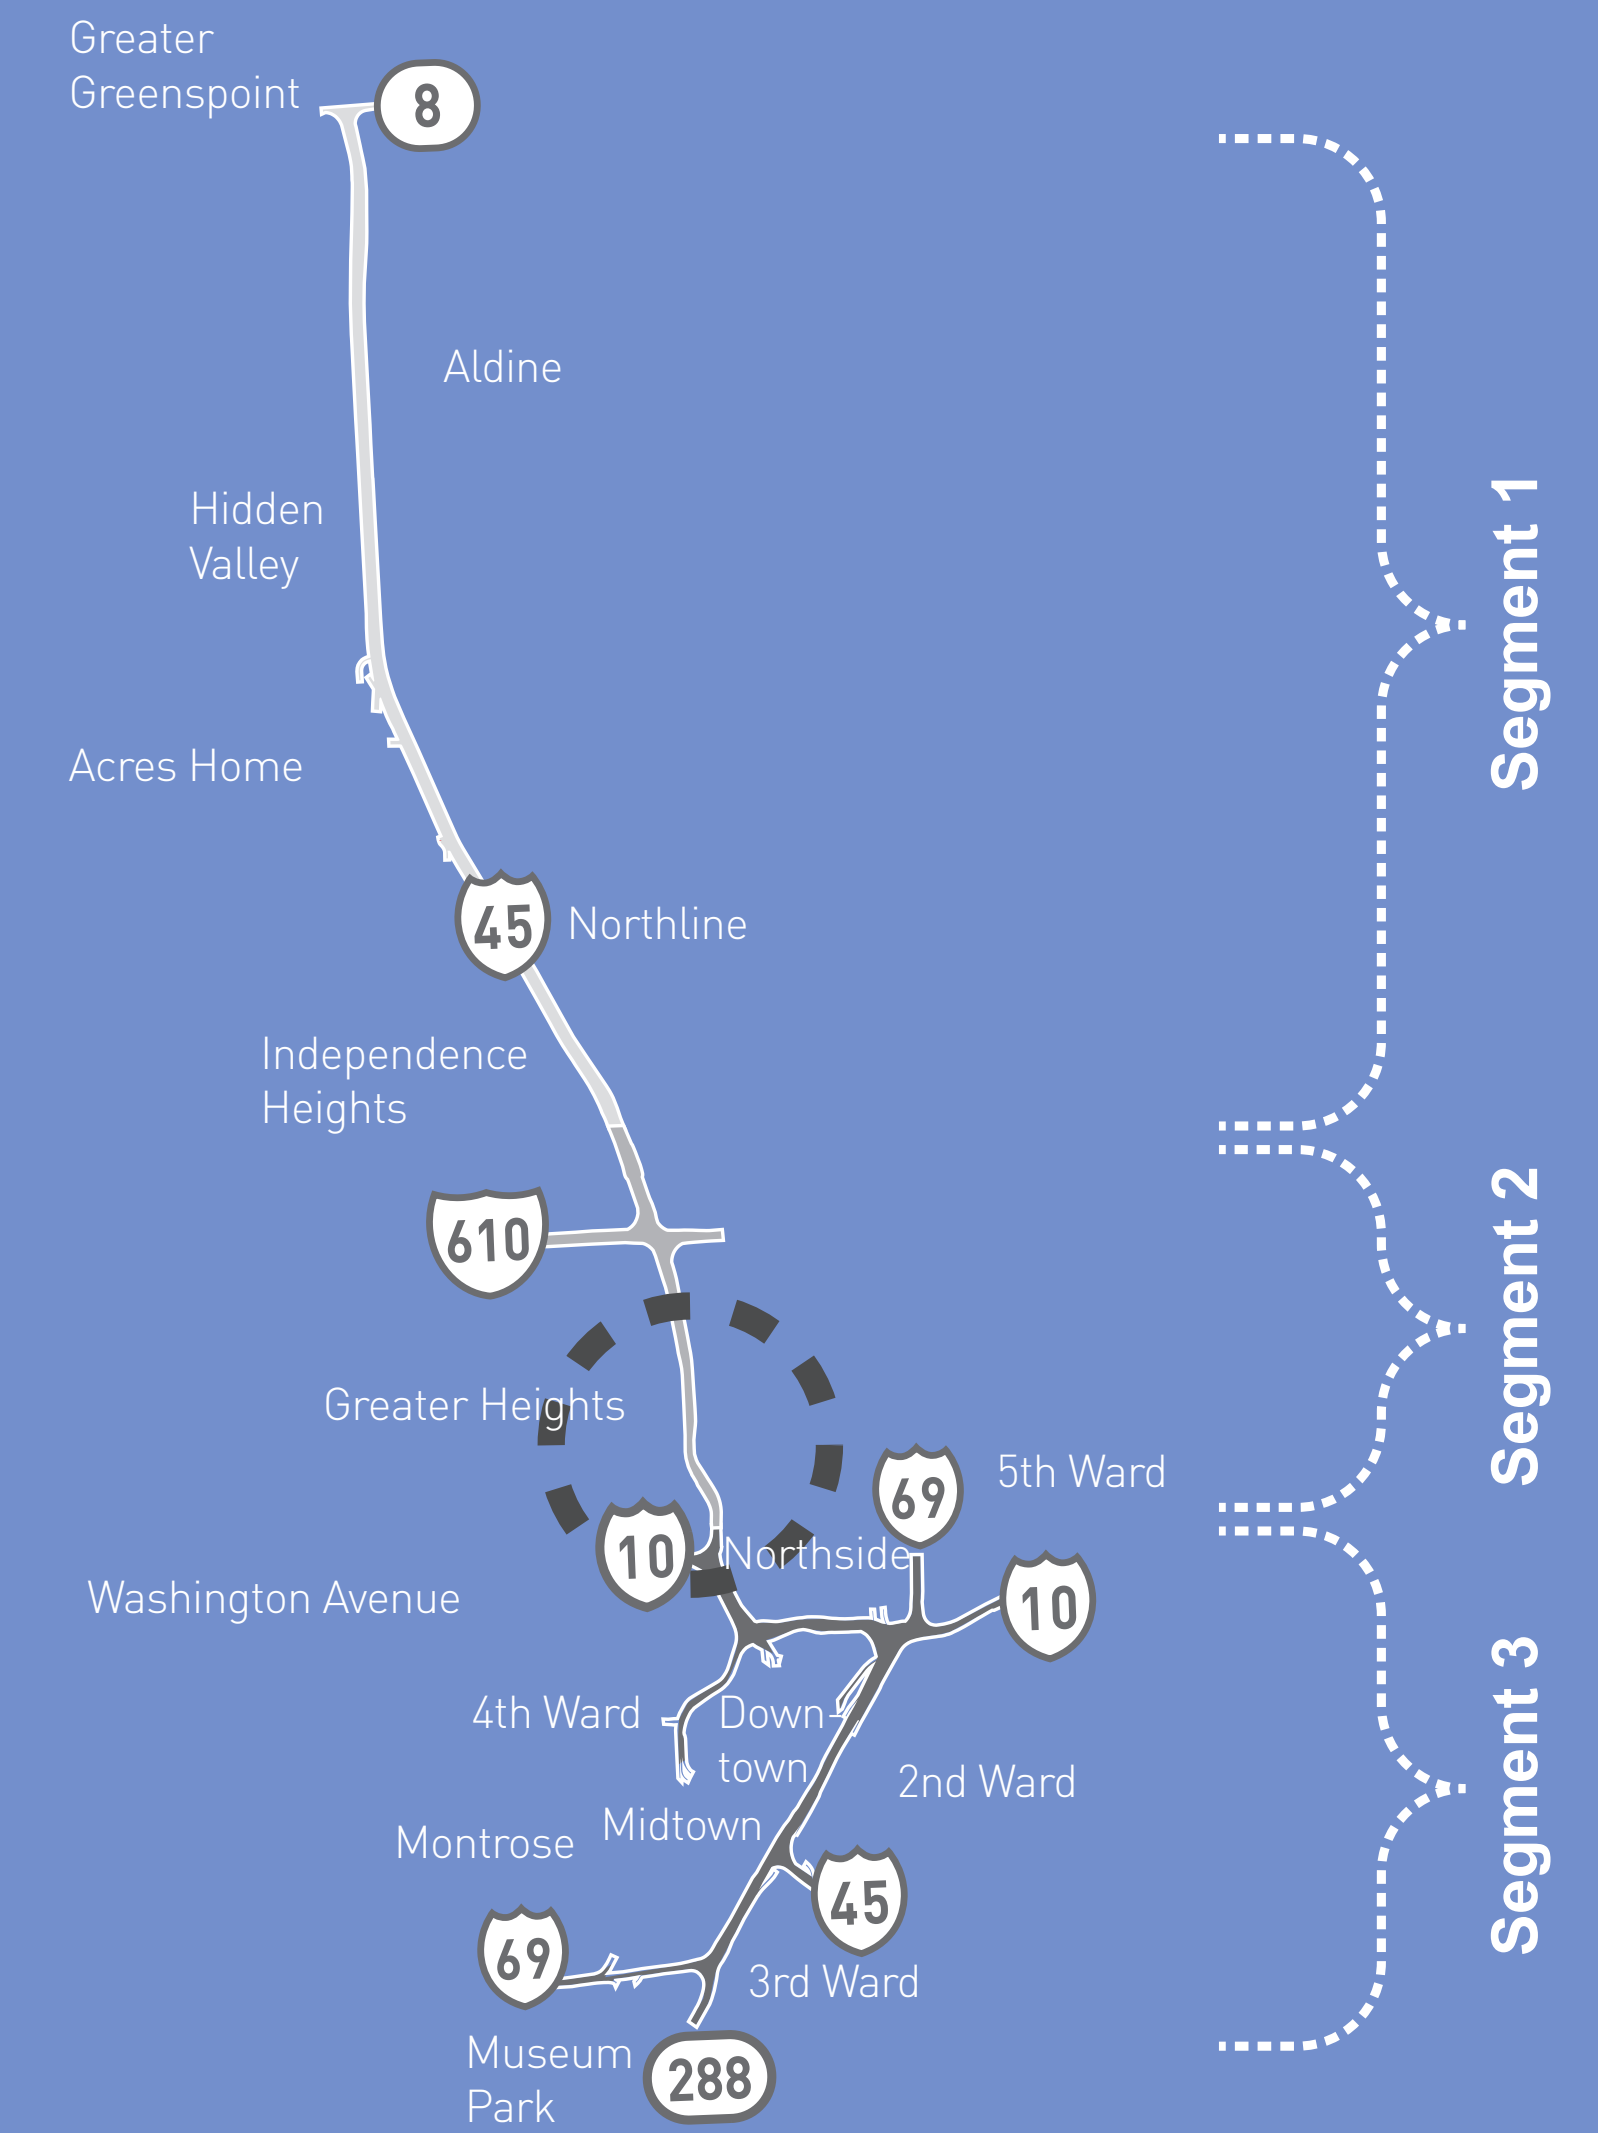 Greater
Greenspoint
8
Aldine
Hidden
Valley
Segment 1
Acres Home
45
Northline
Independence
Heights
610
Segment 2
Greater Heights
69
5th Ward
10
Northside
Washington Avenue
10
Segment 3
4th Ward
Down-
town
2nd Ward
Midtown
Montrose
45
69
3rd Ward
Museum
Park
288